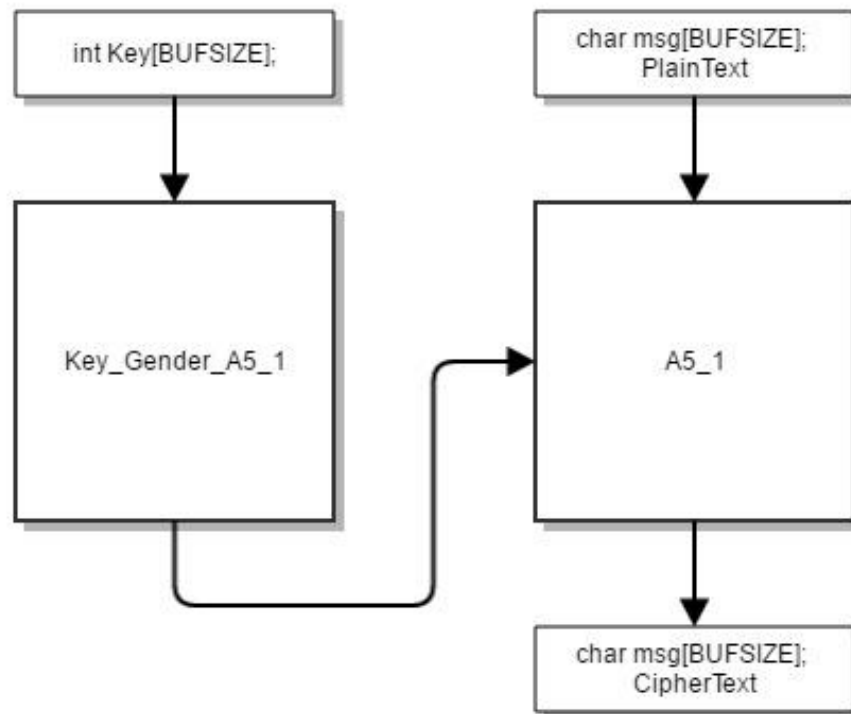 int Key[BUFSIZE];
char msg[BUFSIZE];
PlainText
Key_Gender_A5_1
A5_1
char msg[BUFSIZE];
CipherText